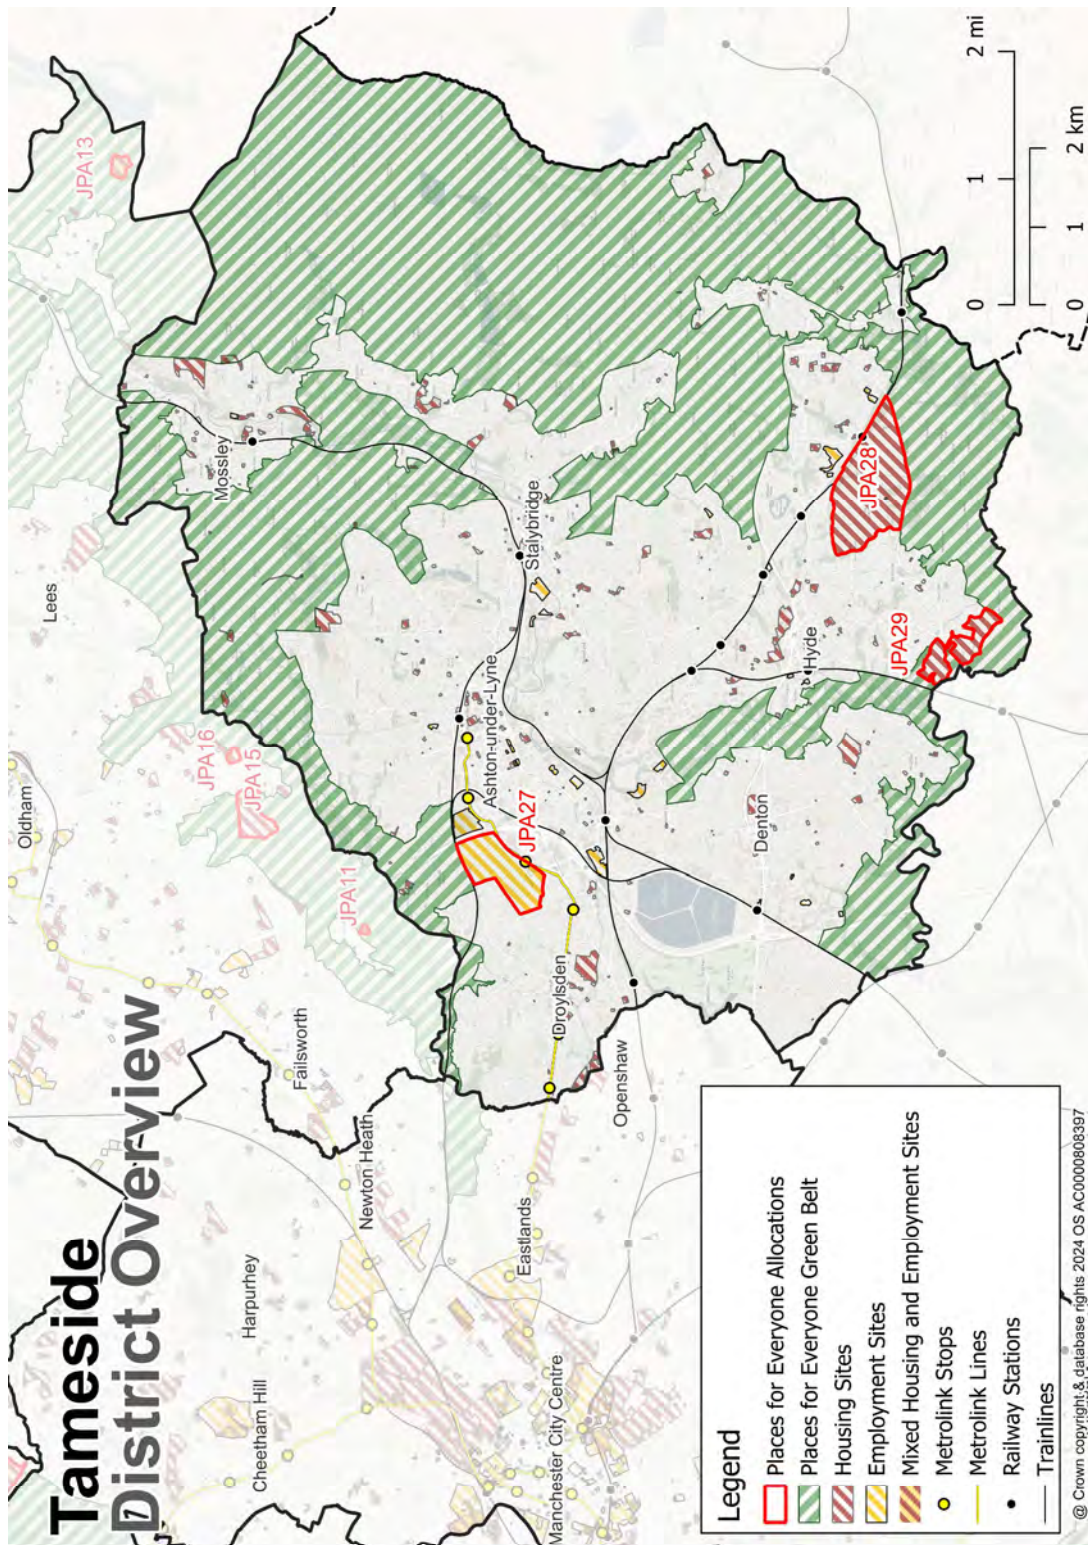 Tameside
District Overview
JPA13
Lees
Mossley
Oldham
JPA16
JPA15
JPA11
Stalybridge
Ashton-under-Lyne
JPA27
Failsworth
Newton Heath
Harpurhey
Cheetham Hill
Droylsden
Openshaw
Eastlands
Manchester City Centre
Denton
Hyde
JPA28
JPA29
Legend
Places for Everyone Allocations
Places for Everyone Green Belt
Housing Sites
Employment Sites
Mixed Housing and Employment Sites
Metrolink Stops
Metrolink Lines
Railway Stations
Trainlines
0 1 2 mi
0 1 2 km
@ Crown copyright & database rights 2024 OS AC0000808397